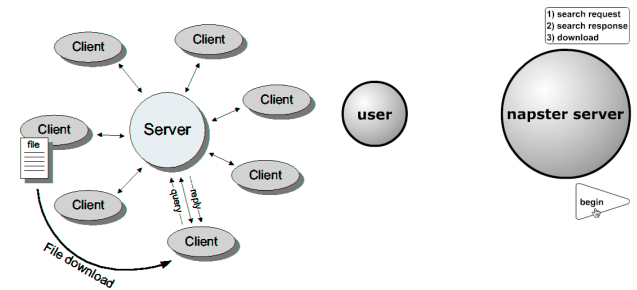 Client
Client
Client
Server
Client
file
Client
Client
query
reply
Client
File download
user
1) search request
2) search response
3) download
napster server
begin